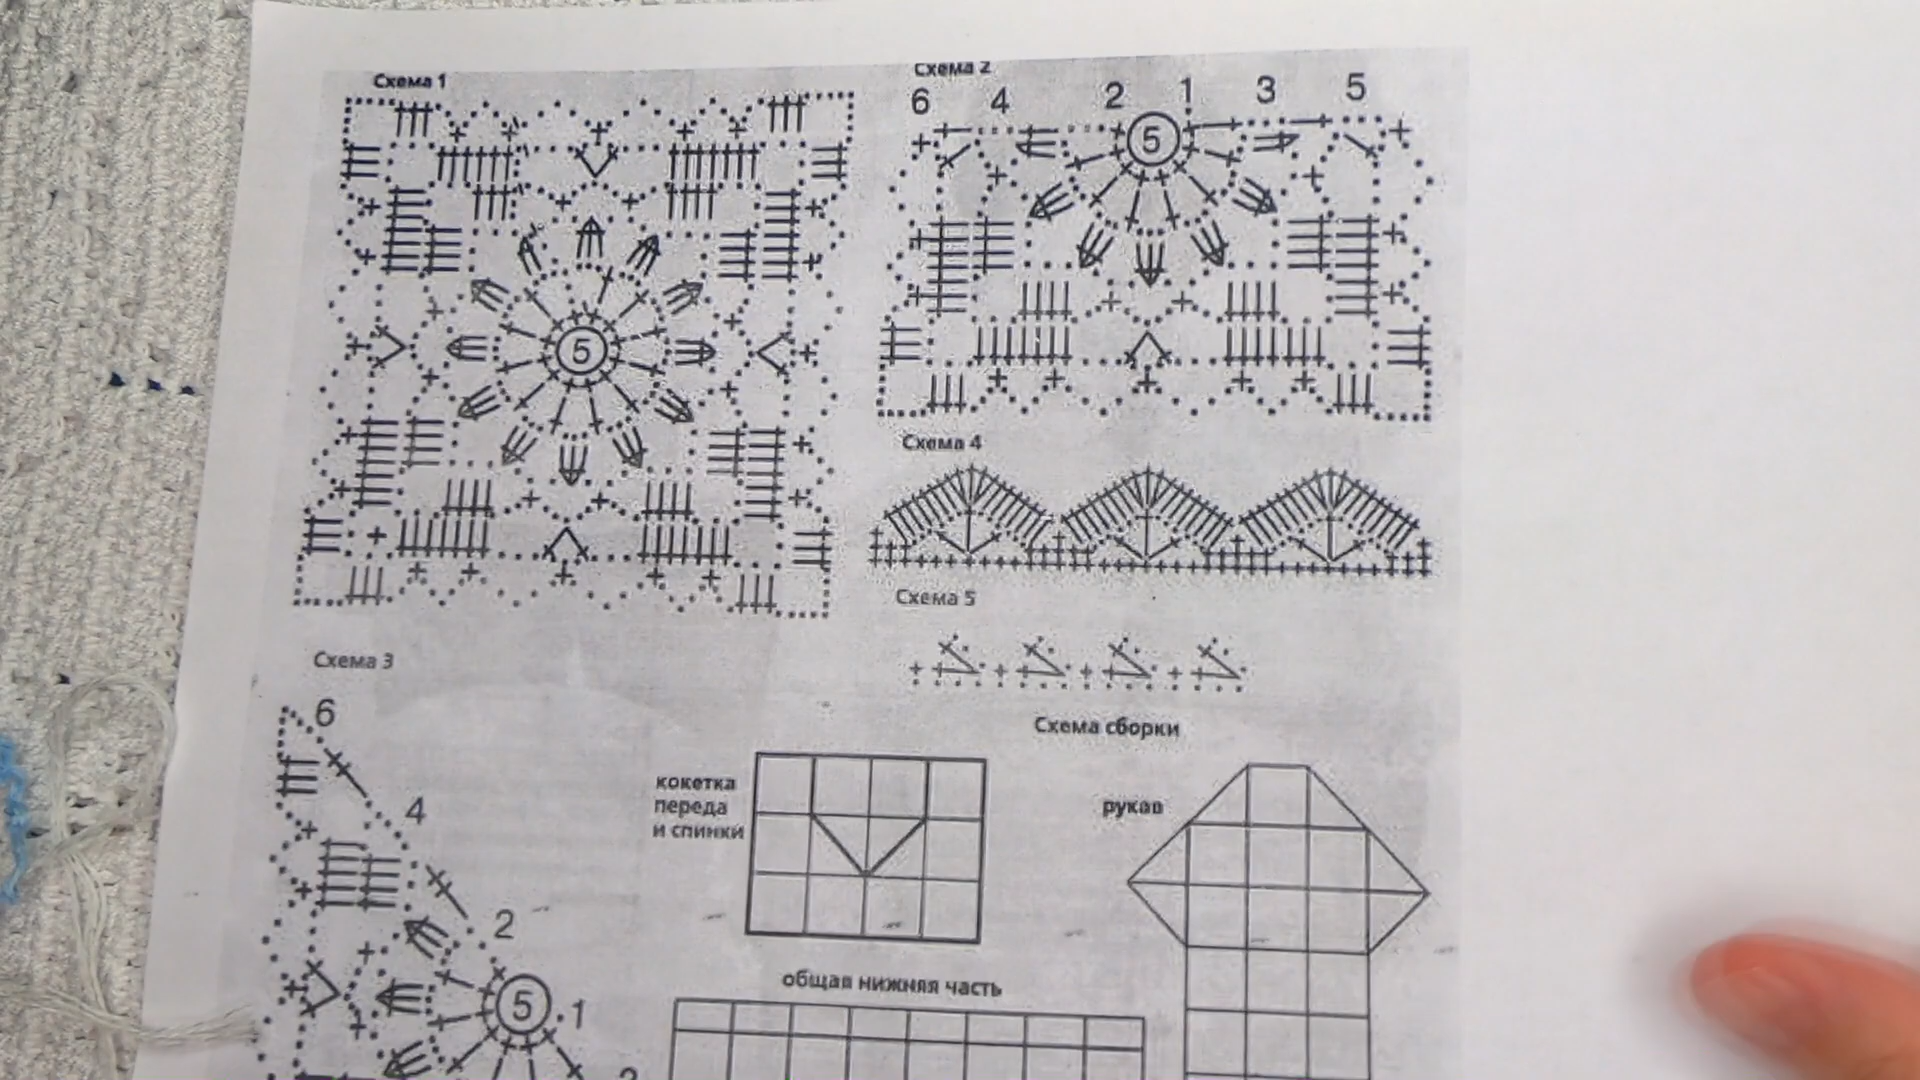 Схема 1
5
Схема 2
6 4 2 1 3 5
5
Схема 4
Схема 5
Схема 3
6
4
2
5
1
Схема сборки
кокетка
переда
и спинки
рукав
общая нижняя часть